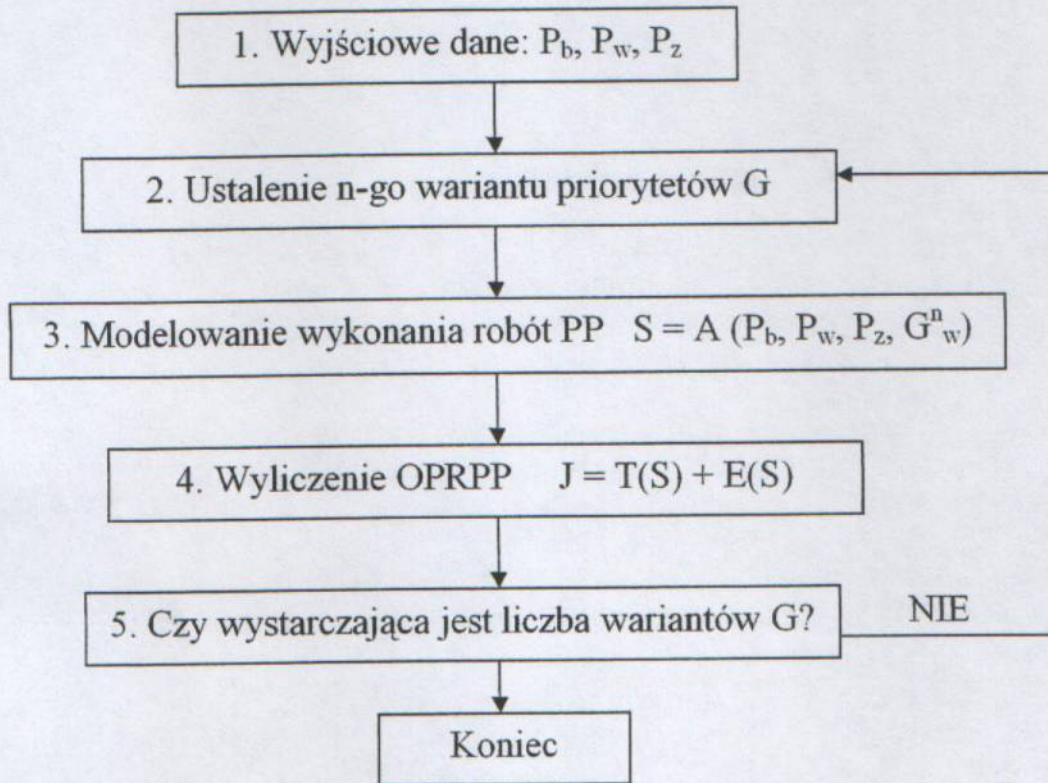 1. Wyjściowe dane: P_b, P_w, P_z
2. Ustalenie n-go wariantu priorytetów G
3. Modelowanie wykonania robót PP S = A (P_b, P_w, P_z, G^n_w)
4. Wyliczenie OPRPP J = T(S) + E(S)
5. Czy wystarczająca jest liczba wariantów G?
NIE
Koniec